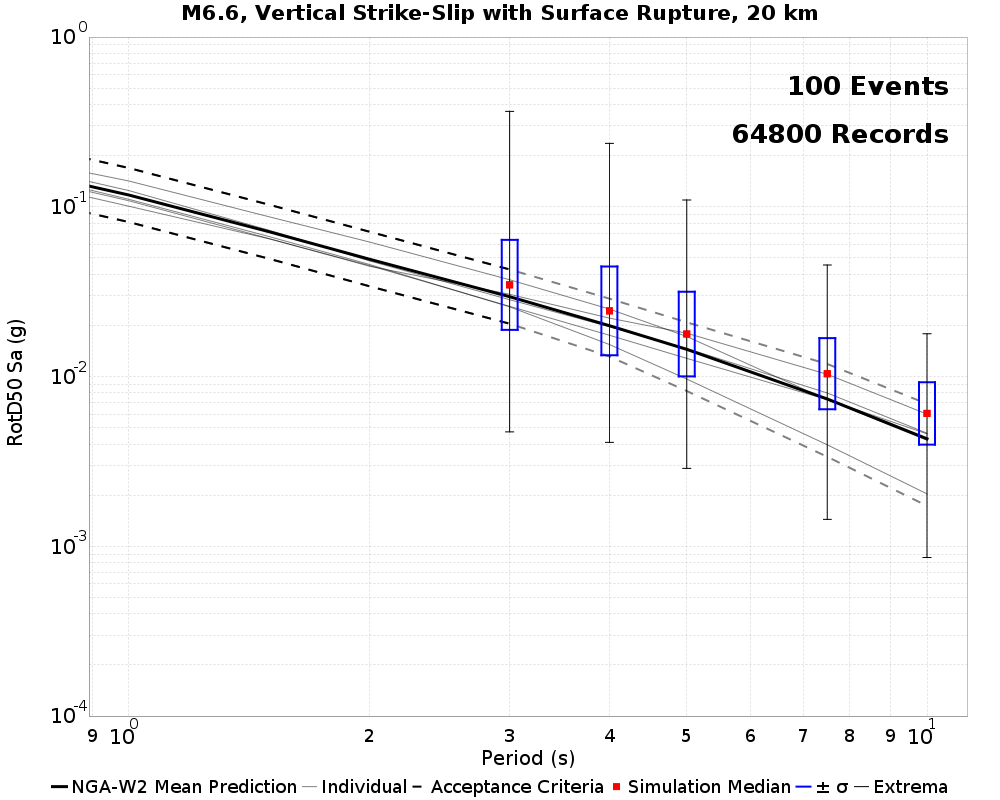 M6.6, Vertical Strike-Slip with Surface Rupture, 20 km
100 Events
64800 Records
RotD50 Sa (g)
10^0
10^-1
10^-2
10^-3
10^-4
9 10^0 2 3 4 5 6 7 8 9 10^1
Period (s)
NGA-W2 Mean Prediction Individual Acceptance Criteria Simulation Median ± σ Extrema